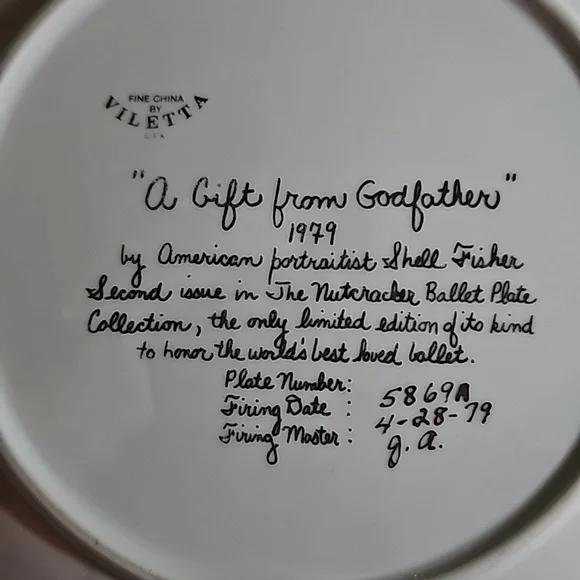 FINE CHINA
BY
VILETTA
U.S.A.
"A Gift from Godfather"
1979
by American portraitist Shell Fisher
Second issue in The Nutcracker Ballet Plate
Collection, the only limited edition of its kind
to honor the world's best loved ballet.
Plate Number: 5869A
Firing Date : 4-28-79
Firing Master : g.a.